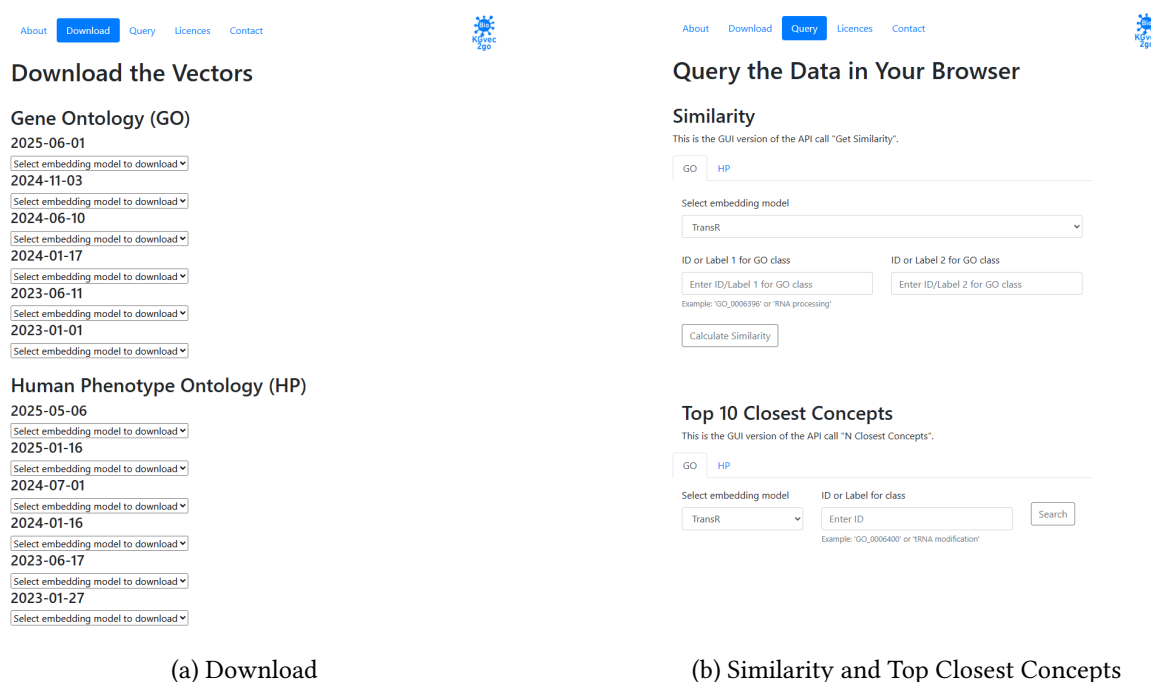 About Download Query Licences Contact
Bio
KGvec
2go
Download the Vectors
Gene Ontology (GO)
2025-06-01
Select embedding model to download
2024-11-03
Select embedding model to download
2024-06-10
Select embedding model to download
2024-01-17
Select embedding model to download
2023-06-11
Select embedding model to download
2023-01-01
Select embedding model to download
Human Phenotype Ontology (HP)
2025-05-06
Select embedding model to download
2025-01-16
Select embedding model to download
2024-07-01
Select embedding model to download
2024-01-16
Select embedding model to download
2023-06-17
Select embedding model to download
2023-01-27
Select embedding model to download
(a) Download
About Download Query Licences Contact
Bio
KGvec
2go
Query the Data in Your Browser
Similarity
This is the GUI version of the API call "Get Similarity".
GO HP
Select embedding model
TransR
ID or Label 1 for GO class ID or Label 2 for GO class
Enter ID/Label 1 for GO class Enter ID/Label 2 for GO class
Example: 'GO_0006396' or 'RNA processing'
Calculate Similarity
Top 10 Closest Concepts
This is the GUI version of the API call "N Closest Concepts".
GO HP
Select embedding model ID or Label for class
TransR Enter ID Search
Example: 'GO_0006400' or 'tRNA modification'
(b) Similarity and Top Closest Concepts